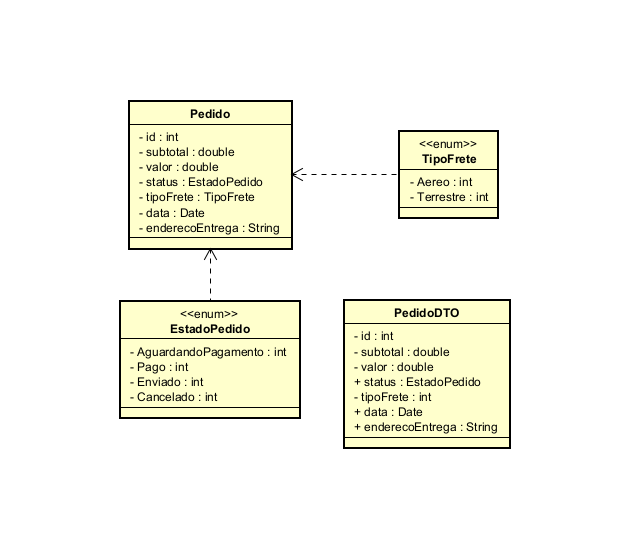 Pedido
- id : int
- subtotal : double
- valor : double
- status : EstadoPedido
- tipoFrete : TipoFrete
- data : Date
- enderecoEntrega : String
<<enum>>
TipoFrete
- Aereo : int
- Terrestre : int
<<enum>>
EstadoPedido
- AguardandoPagamento : int
- Pago : int
- Enviado : int
- Cancelado : int
PedidoDTO
- id : int
- subtotal : double
- valor : double
+ status : EstadoPedido
- tipoFrete : int
+ data : Date
+ enderecoEntrega : String